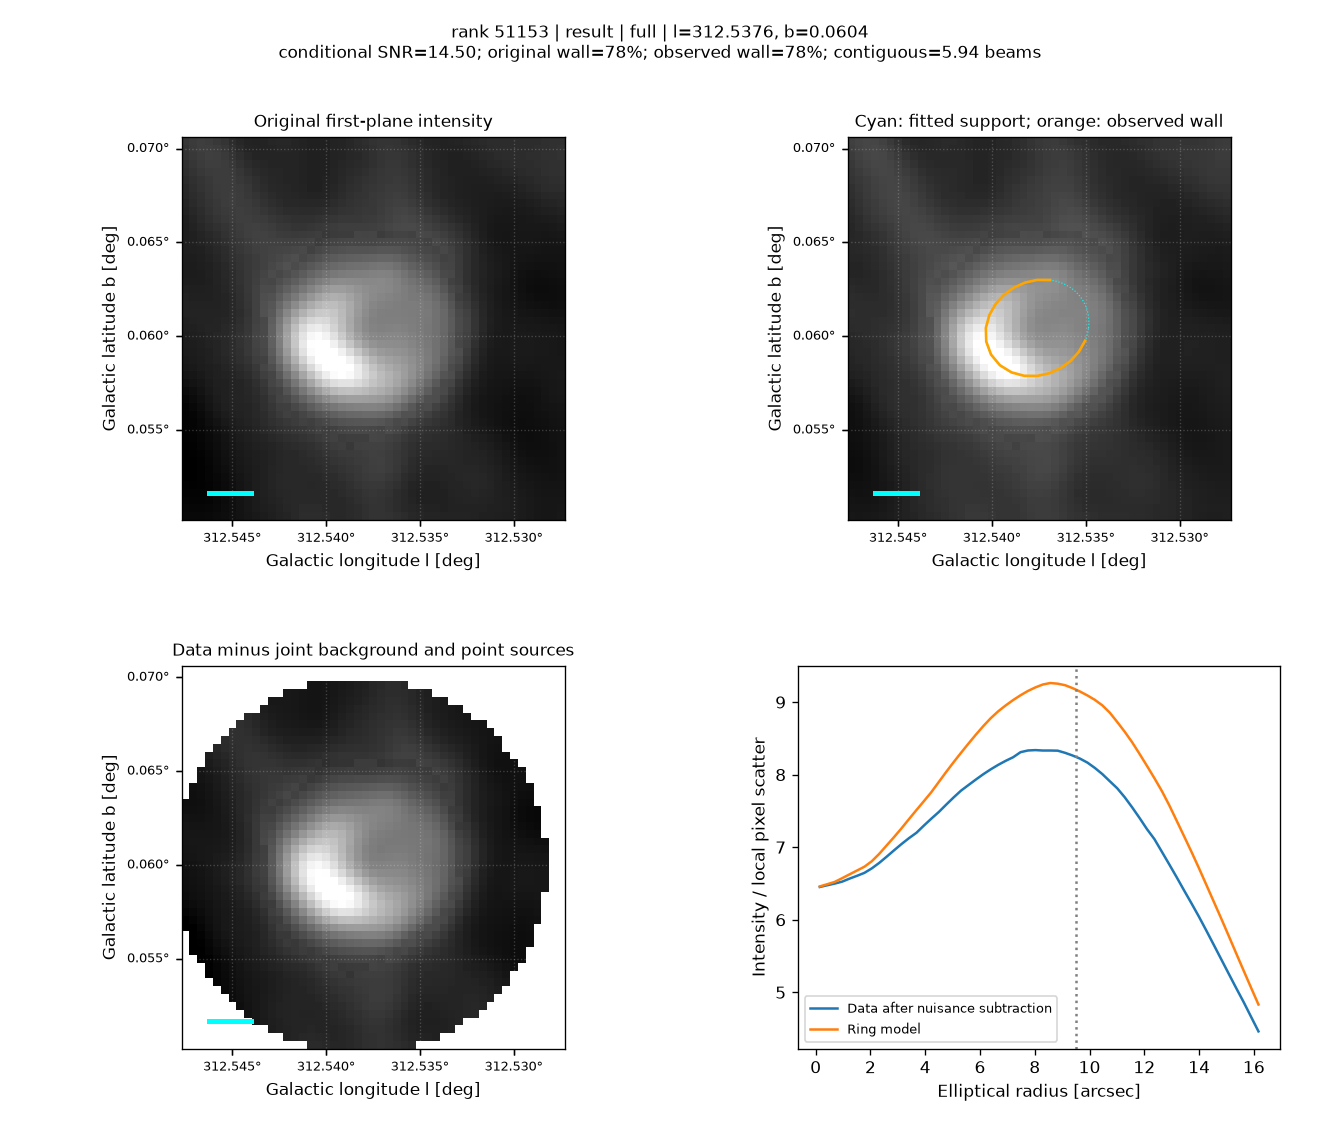 rank 51153 | result | full | l=312.5376, b=0.0604
conditional SNR=14.50; original wall=78%; observed wall=78%; contiguous=5.94 beams
Original first-plane intensity
0.070°
0.065°
0.060°
0.055°
Galactic latitude b [deg]
312.545° 312.540° 312.535° 312.530°
Galactic longitude l [deg]
Cyan: fitted support; orange: observed wall
0.070°
0.065°
0.060°
0.055°
Galactic latitude b [deg]
312.545° 312.540° 312.535° 312.530°
Galactic longitude l [deg]
Data minus joint background and point sources
0.070°
0.065°
0.060°
0.055°
Galactic latitude b [deg]
312.545° 312.540° 312.535° 312.530°
Galactic longitude l [deg]
9
8
7
6
5
Intensity / local pixel scatter
Data after nuisance subtraction
Ring model
0 2 4 6 8 10 12 14 16
Elliptical radius [arcsec]